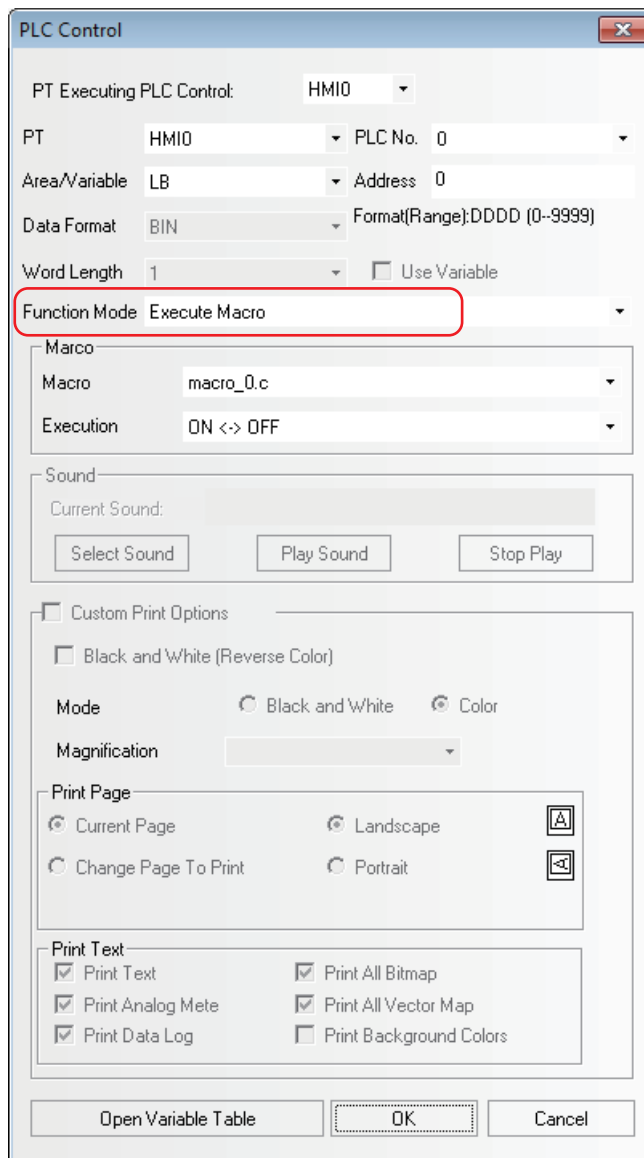 PLC Control
PT Executing PLC Control: HMI0
PT HMI0 PLC No. 0
Area/Variable LB Address 0
Data Format BIN Format(Range):DDDD (0--9999)
Word Length 1 Use Variable
Function Mode Execute Macro
Marco
Macro macro_0.c
Execution ON <-> OFF
Sound
Current Sound:
Select Sound Play Sound Stop Play
Custom Print Options
Black and White (Reverse Color)
Mode Black and White Color
Magnification
Print Page
Current Page Landscape A
Change Page To Print Portrait A
Print Text
Print Text Print All Bitmap
Print Analog Mete Print All Vector Map
Print Data Log Print Background Colors
Open Variable Table OK Cancel